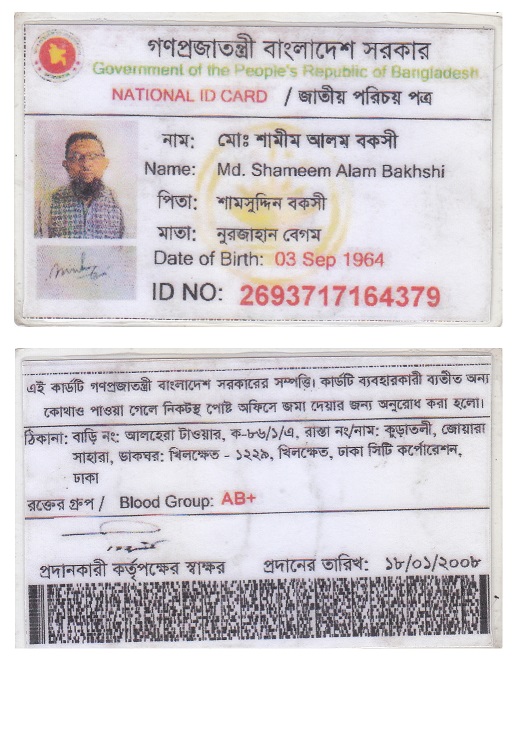 গণপ্রজাতন্ত্রী বাংলাদেশ সরকার
Government of the People's Republic of Bangladesh
NATIONAL ID CARD / জাতীয় পরিচয় পত্র
নাম: মোঃ শামীম আলম বকসী
Name: Md. Shameem Alam Bakhshi
পিতা: শামসুদ্দিন বকসী
মাতা: নুরজাহান বেগম
Date of Birth: 03 Sep 1964
ID NO: 2693717164379
এই কার্ডটি গণপ্রজাতন্ত্রী বাংলাদেশ সরকারের সম্পত্তি। কার্ডটি ব্যবহারকারী ব্যতীত অন্য
কোথাও পাওয়া গেলে নিকটস্থ পোষ্ট অফিসে জমা দেয়ার জন্য অনুরোধ করা হলো।
ঠিকানা: বাড়ি নং: আলহেরা টাওয়ার, ক-৮৬/১/এ, রাস্তা নং/নাম: কুড়াতলী, জোয়ারা
সাহারা, ডাকঘর: খিলক্ষেত - ১২২৯, খিলক্ষেত, ঢাকা সিটি কর্পোরেশন,
ঢাকা
রক্তের গ্রুপ / Blood Group: AB+
প্রদানকারী কর্তৃপক্ষের স্বাক্ষর প্রদানের তারিখ: ১৮/০১/২০০৮